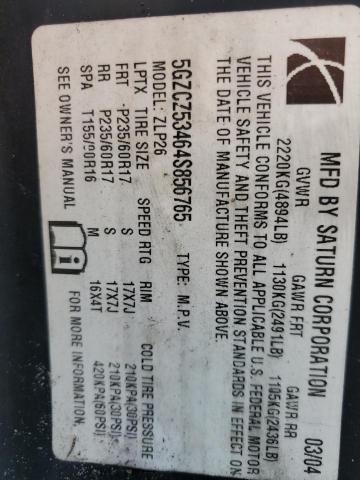 MFD BY SATURN CORPORATION 03/04
GVWR GAWR FRT GAWR RR
2220KG(4894LB) 1130KG(2491LB) 1105KG(2436LB)
THIS VEHICLE CONFORMS TO ALL APPLICABLE U.S. FEDERAL MOTOR
VEHICLE SAFETY AND THEFT PREVENTION STANDARDS IN EFFECT ON
THE DATE OF MANUFACTURE SHOWN ABOVE.
5GZCZ53464S856765 TYPE: M.P.V.
MODEL: ZLP26
LPTX TIRE SIZE SPEED RTG RIM COLD TIRE PRESSURE
FRT P235/60R17 S 17X7J 210KPA(30PSI)
RR P235/60R17 S 17X7J 210KPA(30PSI)
SPA T155/90R16 M 16X4T 420KPA(60PSI)
SEE OWNER'S MANUAL FOR MORE INFORMATION.